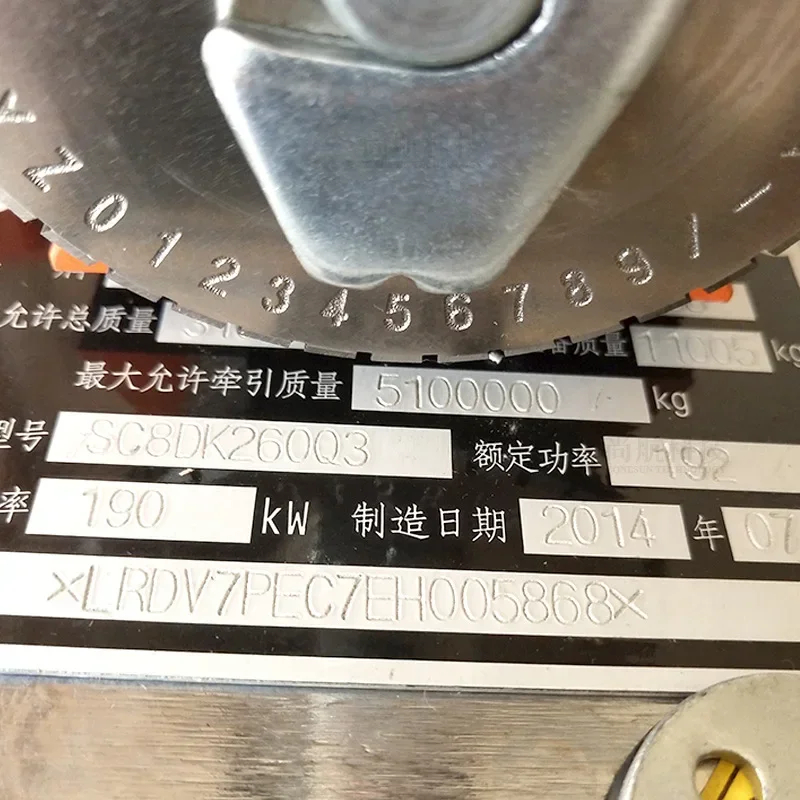 Z 0 1 2 3 4 5 6 7 8 9 / —
允许总质量 备质量 11005 kg
最大允许牵引质量 5100000 kg
型号 SC8DK260Q3 额定功率 192
率 190 kW 制造日期 2014 年 07
×LRDV7PEC7EH005868×